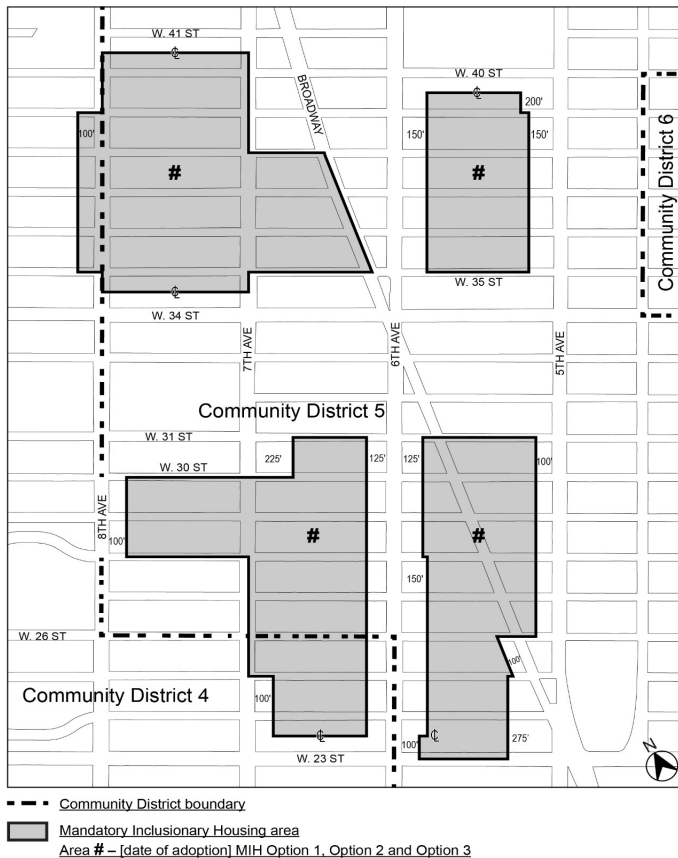 W. 41 ST
℄
W. 40 ST
℄
BROADWAY
200'
100'
150'
150'
#
#
Community District 6
W. 35 ST
℄
W. 34 ST
7TH AVE
6TH AVE
5TH AVE
Community District 5
W. 31 ST
225'
125'
125'
100'
W. 30 ST
8TH AVE
100'
#
#
150'
W. 26 ST
100'
Community District 4
100'
℄
℄
100'
275'
W. 23 ST
N
Community District boundary
Mandatory Inclusionary Housing area
Area # – [date of adoption] MIH Option 1, Option 2 and Option 3